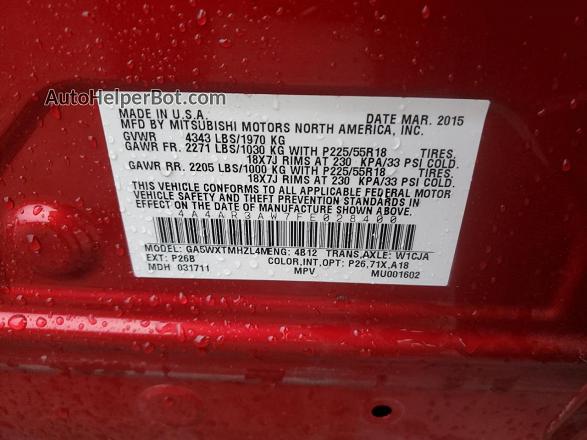 AutoHelperBot.com
MADE IN U.S.A. DATE MAR. 2015
MFD BY MITSUBISHI MOTORS NORTH AMERICA, INC.
GVWR 4343 LBS/1970 KG
GAWR FR. 2271 LBS/1030 KG WITH P225/55R18 TIRES,
18X7J RIMS AT 230 KPA/33 PSI COLD.
GAWR RR. 2205 LBS/1000 KG WITH P225/55R18 TIRES,
18X7J RIMS AT 230 KPA/33 PSI COLD.
THIS VEHICLE CONFORMS TO ALL APPLICABLE FEDERAL MOTOR
VEHICLE SAFETY AND THEFT PREVENTION STANDARDS IN
EFFECT ON THE DATE OF MANUFACTURE SHOWN ABOVE.
4A4AR3AW7FE028400
MODEL: GA5WXTMHZL4M ENG: 4B12 TRANS,AXLE: W1CJA
EXT: P26B COLOR,INT,OPT: P26,71X,A18
MDH 031711 MPV MU001602